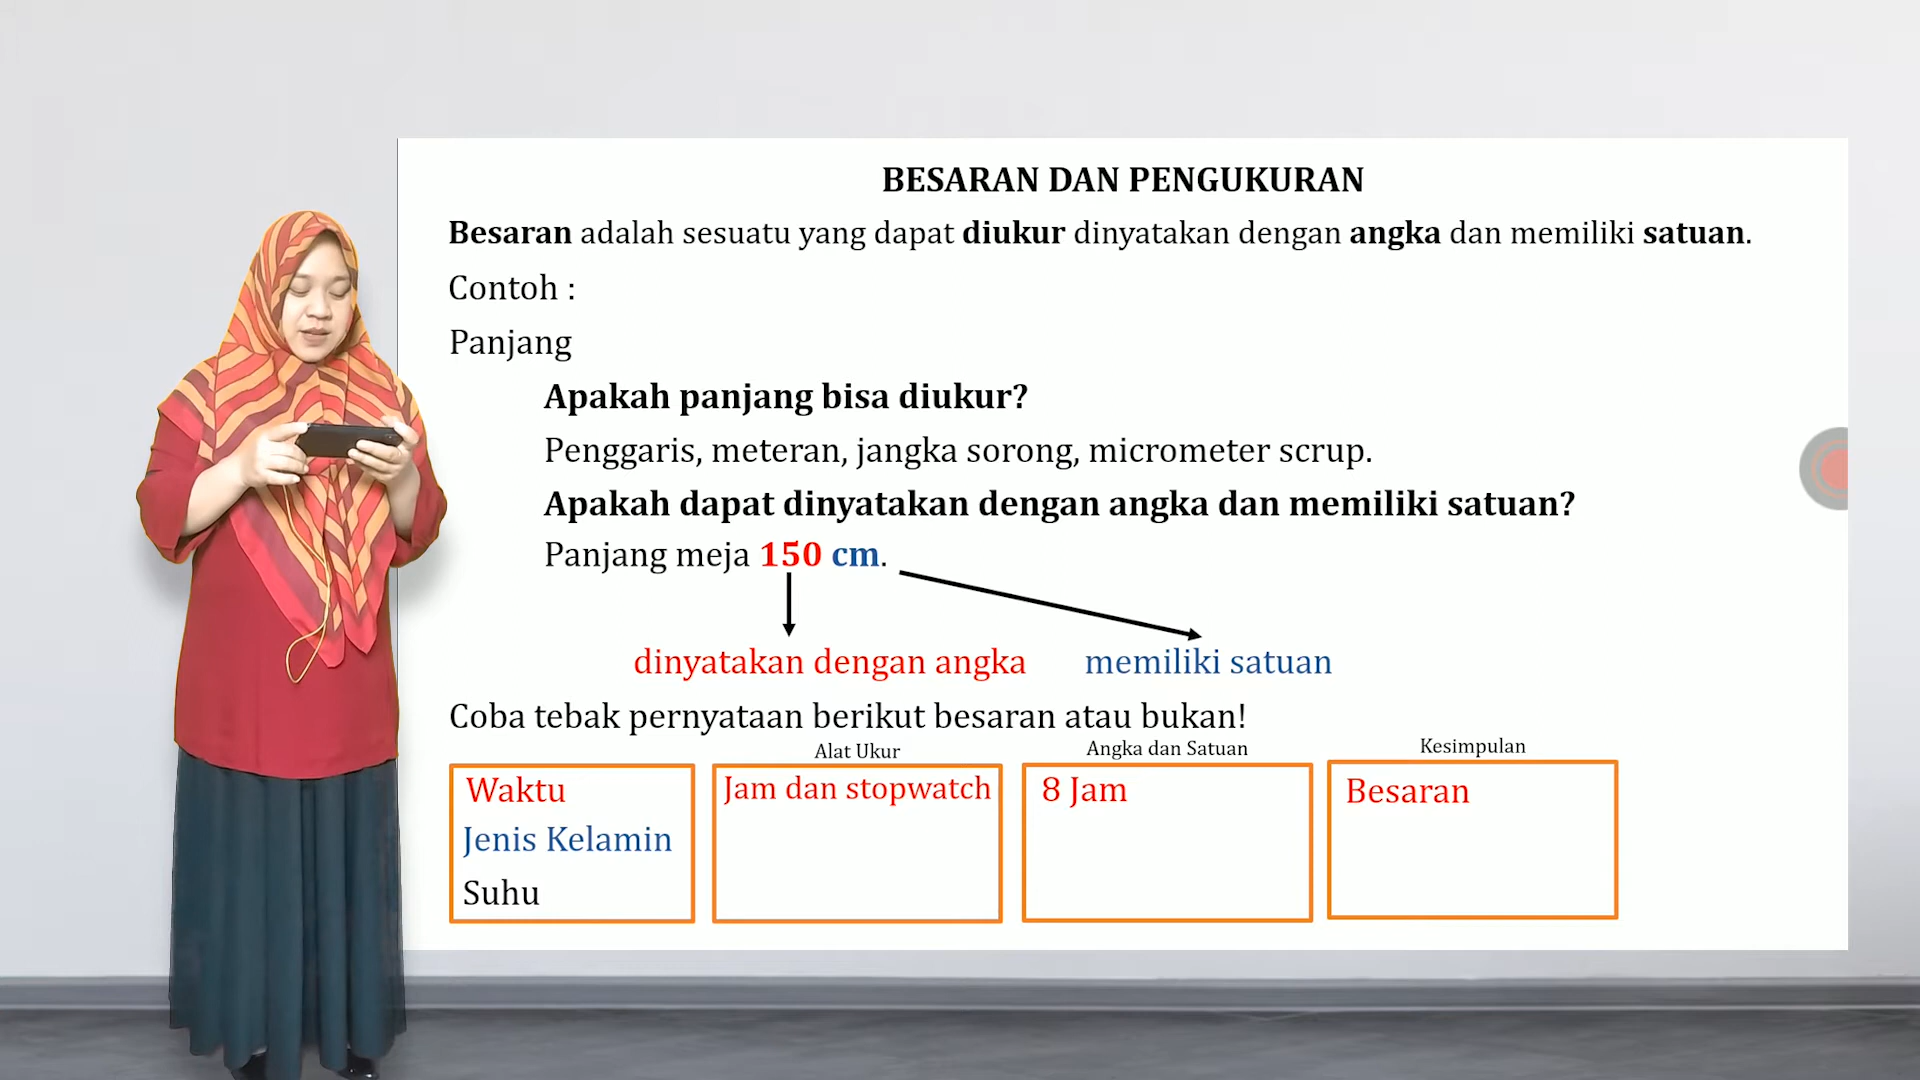 BESARAN DAN PENGUKURAN
Besaran adalah sesuatu yang dapat diukur dinyatakan dengan angka dan memiliki satuan.
Contoh :
Panjang
Apakah panjang bisa diukur?
Penggaris, meteran, jangka sorong, micrometer scrup.
Apakah dapat dinyatakan dengan angka dan memiliki satuan?
Panjang meja 150 cm.
dinyatakan dengan angka memiliki satuan
Coba tebak pernyataan berikut besaran atau bukan!
Alat Ukur Angka dan Satuan Kesimpulan
Waktu Jam dan stopwatch 8 Jam Besaran
Jenis Kelamin
Suhu